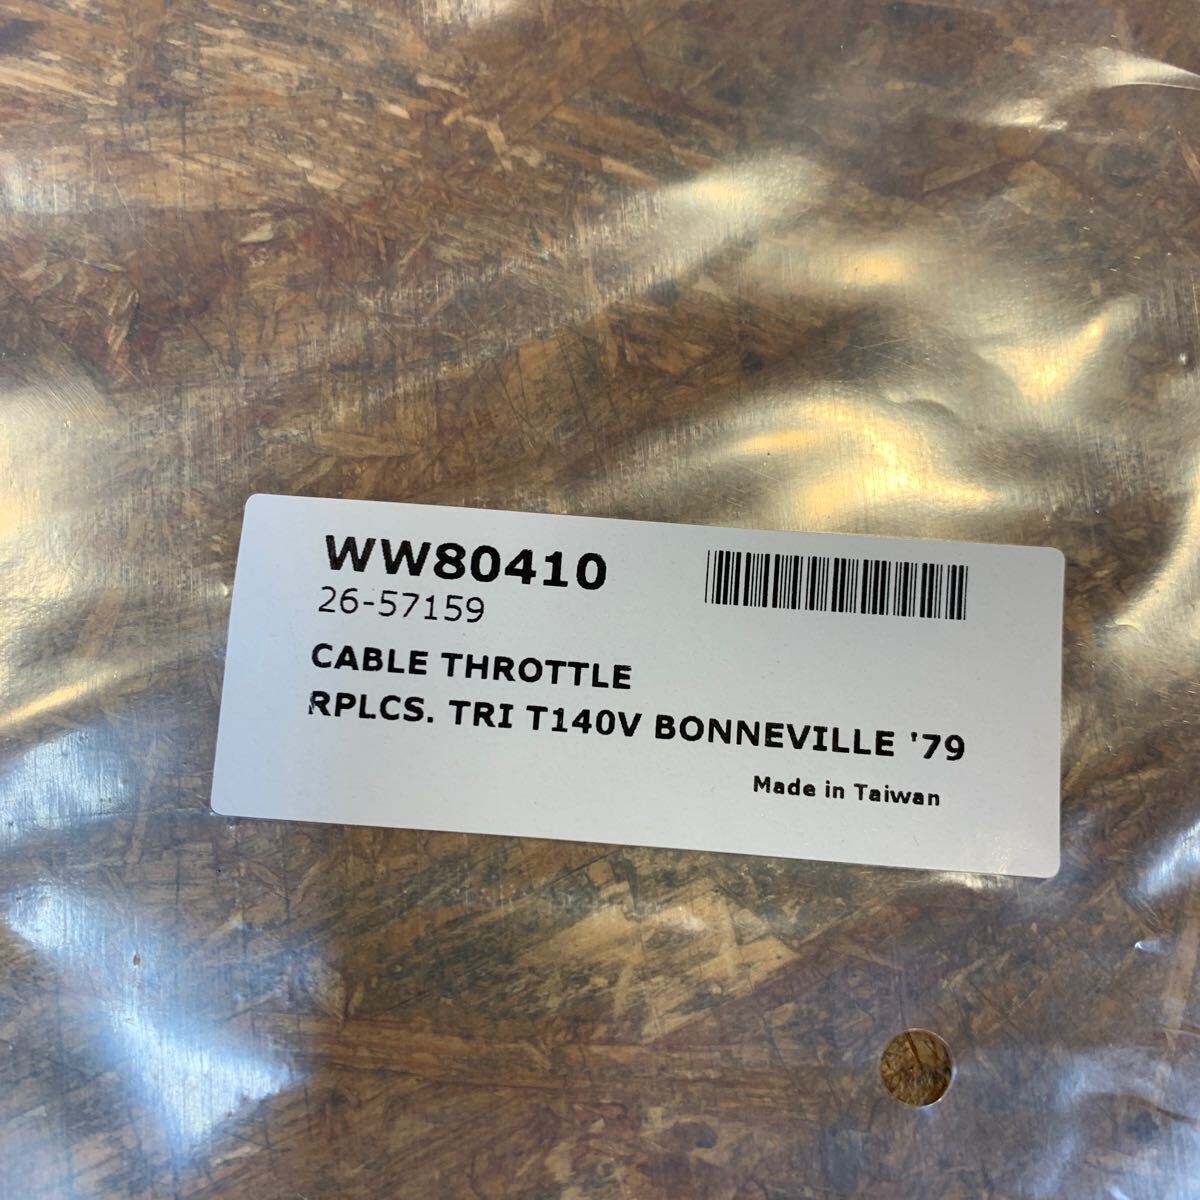 WW80410
26-57159
CABLE THROTTLE
RPLCS. TRI T140V BONNEVILLE '79
Made in Taiwan